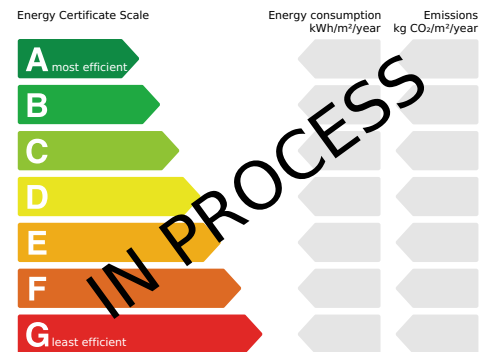 Energy Certificate Scale
Energy consumption
kWh/m²/year
Emissions
kg CO₂/m²/year
A most efficient
B
C
D
E
F
G least efficient
IN PROCESS